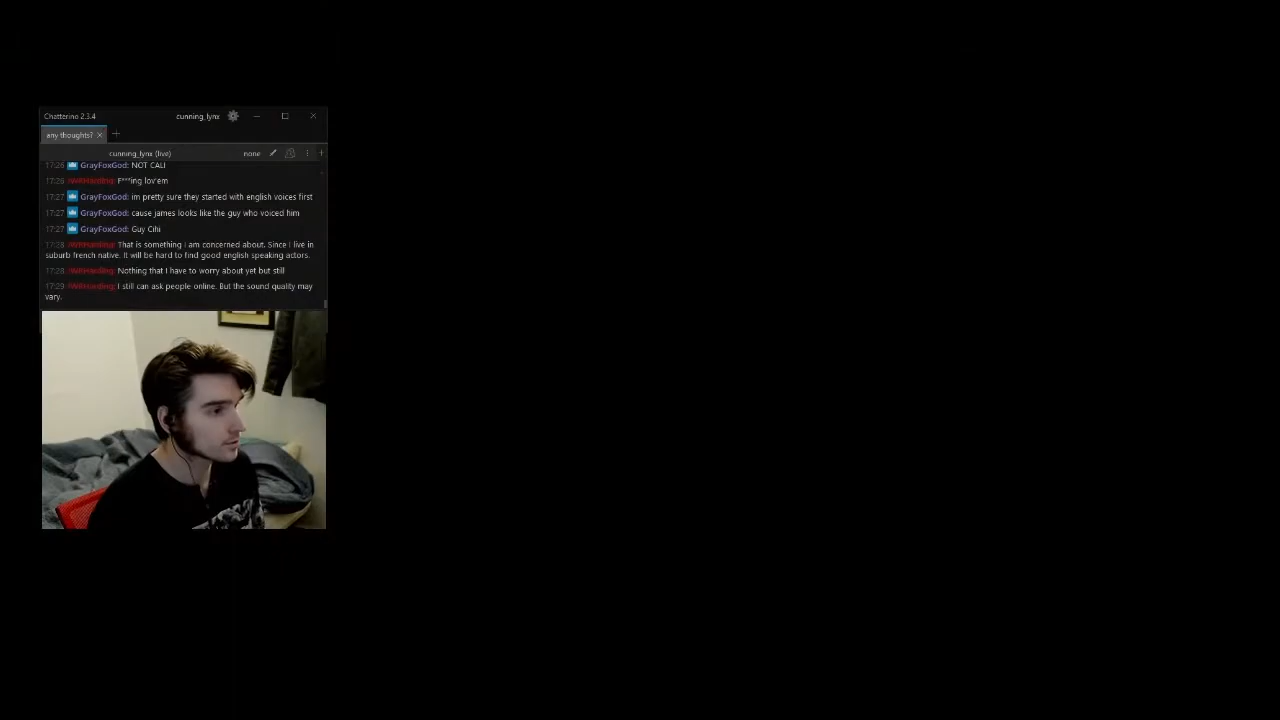 Chatterino 2.3.4
cunning_lynx
any thoughts?
cunning_lynx (live)
none
17:26 GrayFoxGod: NOT CALI
17:26 F***ing lov'em
17:27 GrayFoxGod: im pretty sure they started with english voices first
17:27 GrayFoxGod: cause james looks like the guy who voiced him
17:27 GrayFoxGod: Guy Cihi
17:28 That is something I am concerned about. Since I live in
suburb french native. It will be hard to find good english speaking actors.
17:28 Nothing that I have to worry about yet but still
17:29 I still can ask people online. But the sound quality may
vary.